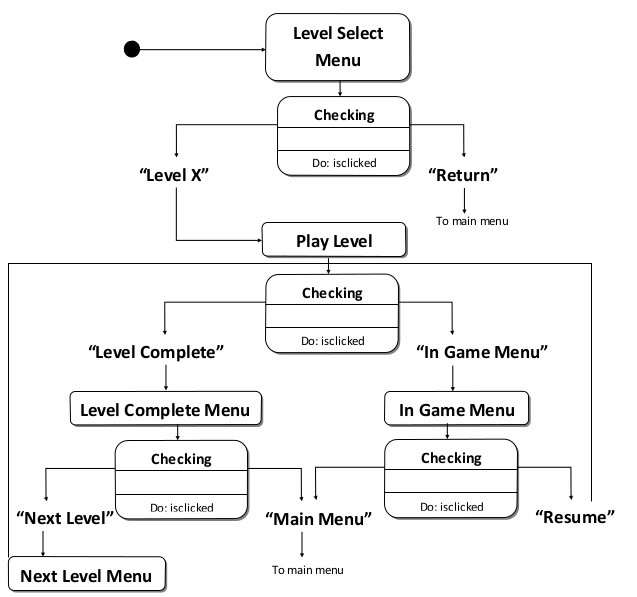 Level Select
Menu
Checking
Do: isclicked
“Level X”
“Return”
To main menu
Play Level
Checking
Do: isclicked
“Level Complete”
“In Game Menu”
Level Complete Menu
In Game Menu
Checking
Do: isclicked
Checking
Do: isclicked
“Next Level”
“Main Menu”
“Resume”
To main menu
Next Level Menu